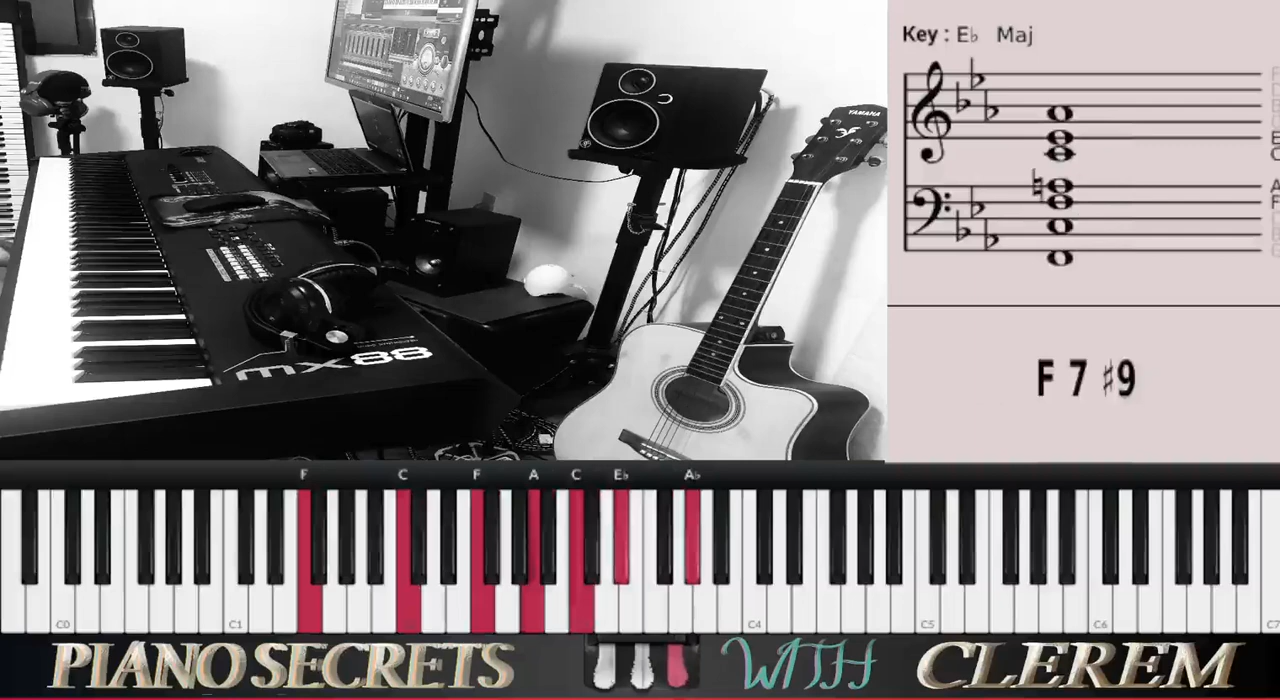 Key : E♭ Maj
YAMAHA
mx88
F 7 ♯9
F C F A C E♭ A♭
C0 C1 C4 C5 C6 C7
PIANO SECRETS WITH CLEREM